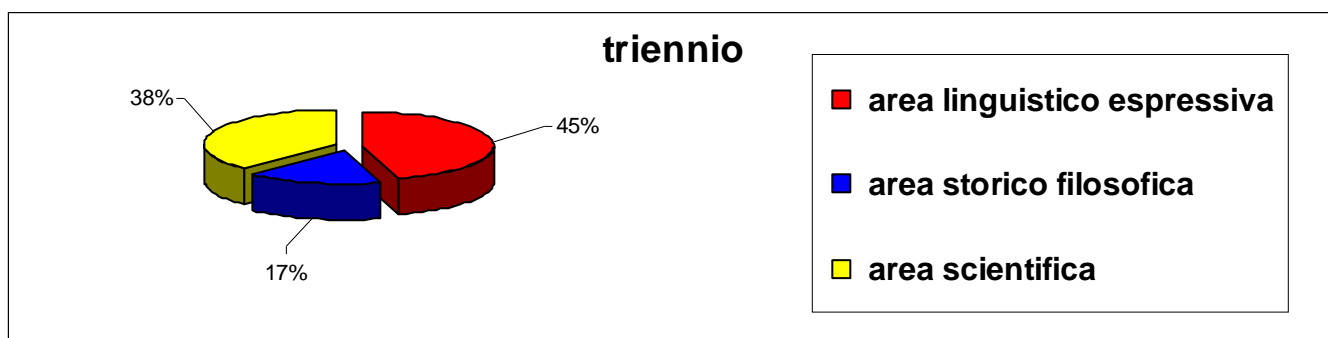 triennio
38%
45%
17%
area linguistico espressiva
area storico filosofica
area scientifica